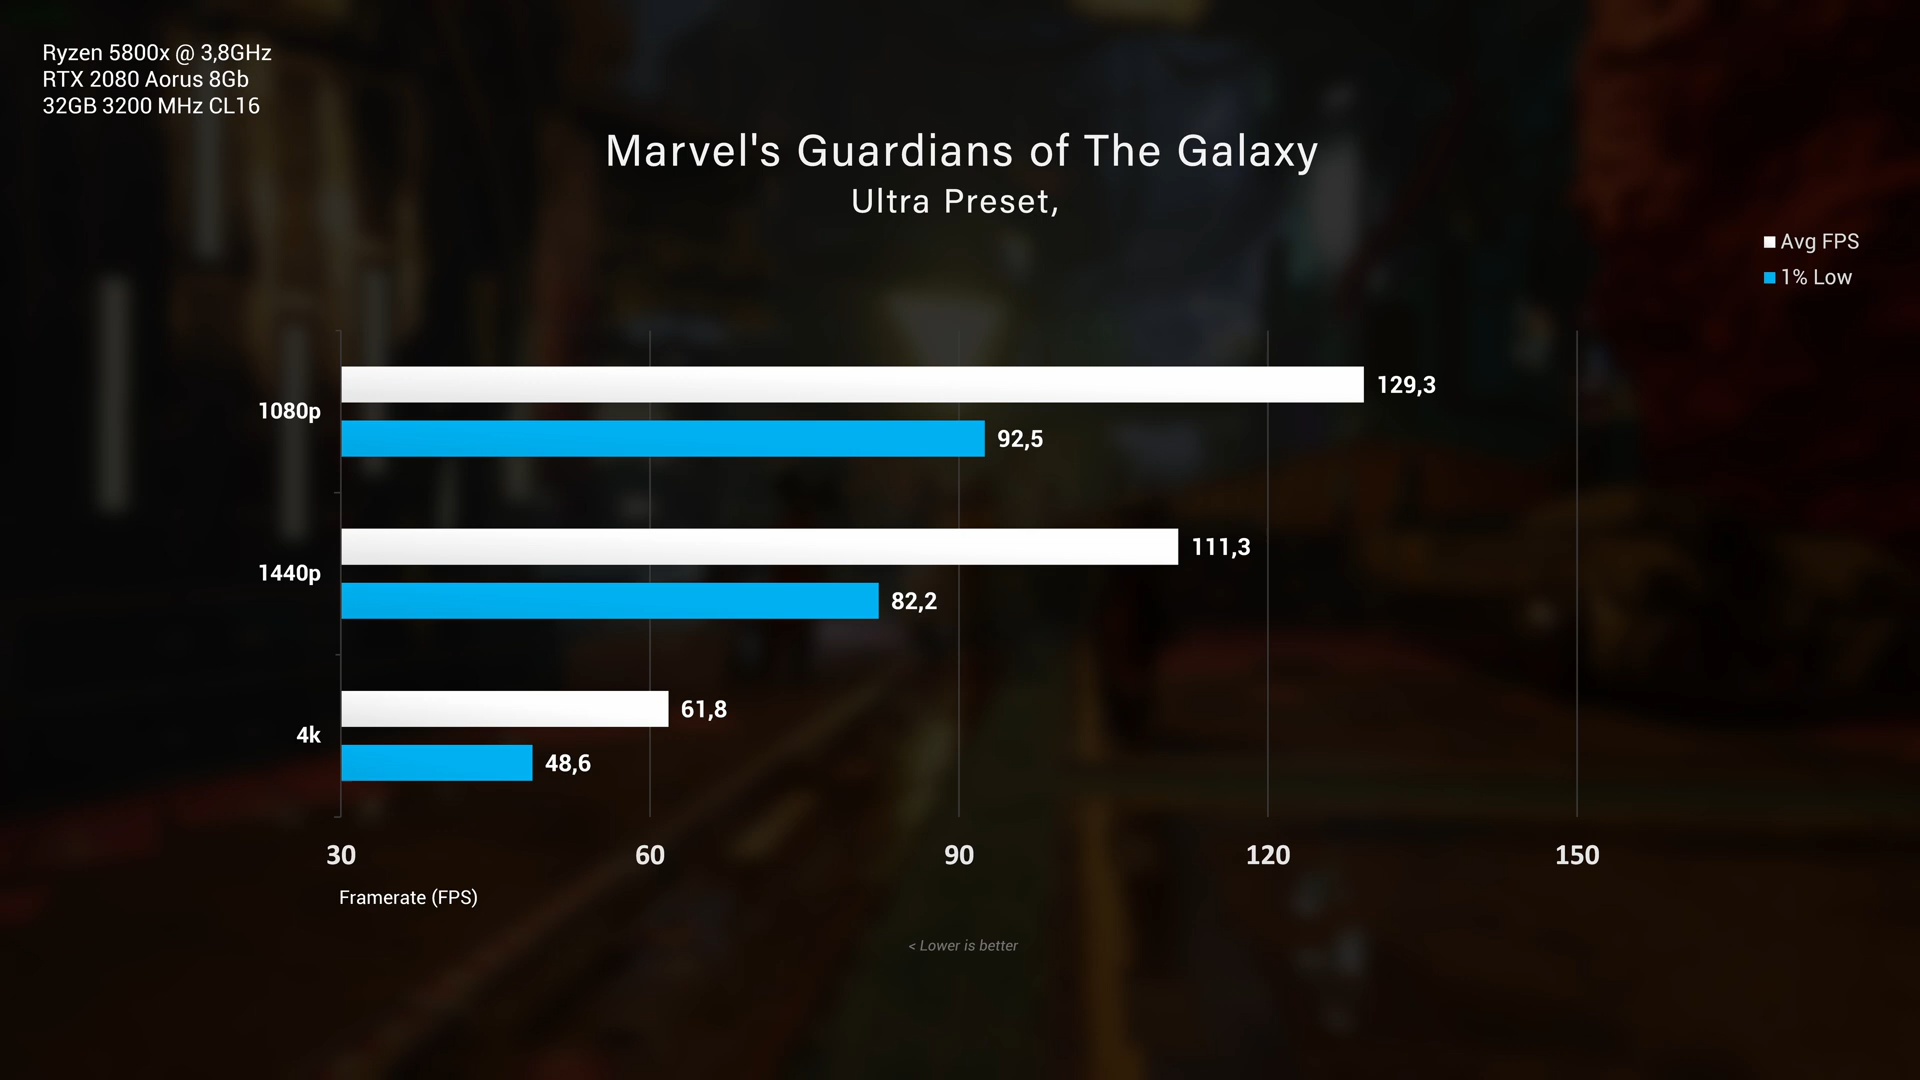 Ryzen 5800x @ 3,8GHz
RTX 2080 Aorus 8Gb
32GB 3200 MHz CL16
Marvel's Guardians of The Galaxy
Ultra Preset,
Avg FPS
1% Low
1080p
129,3
92,5
1440p
111,3
82,2
4k
61,8
48,6
30 60 90 120 150
Framerate (FPS)
< Lower is better